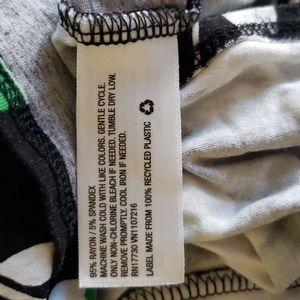 95% RAYON / 5% SPANDEX
MACHINE WASH COLD WITH LIKE COLORS. GENTLE CYCLE.
ONLY NON-CHLORINE BLEACH IF NEEDED. TUMBLE DRY LOW.
REMOVE PROMPTLY. COOL IRON IF NEEDED.
RN17730 VN1107216
LABEL MADE FROM 100% RECYCLED PLASTIC